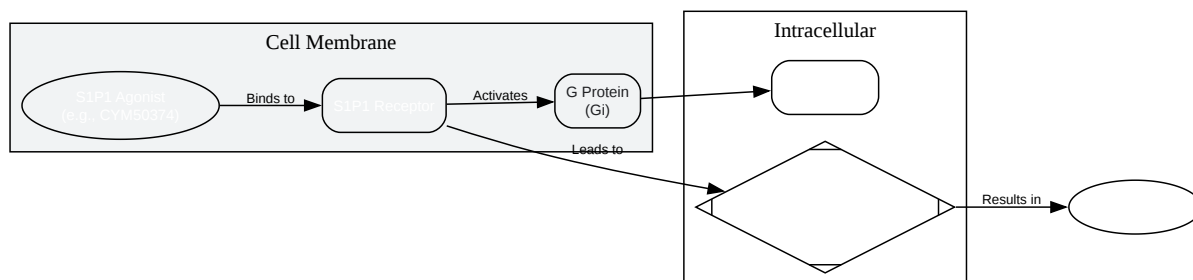 Cell Membrane
Intracellular
S1P1 Agonist
(e.g., CYM50374)
Binds to
S1P1 Receptor
Activates
G Protein
(Gi)
Leads to
Results in